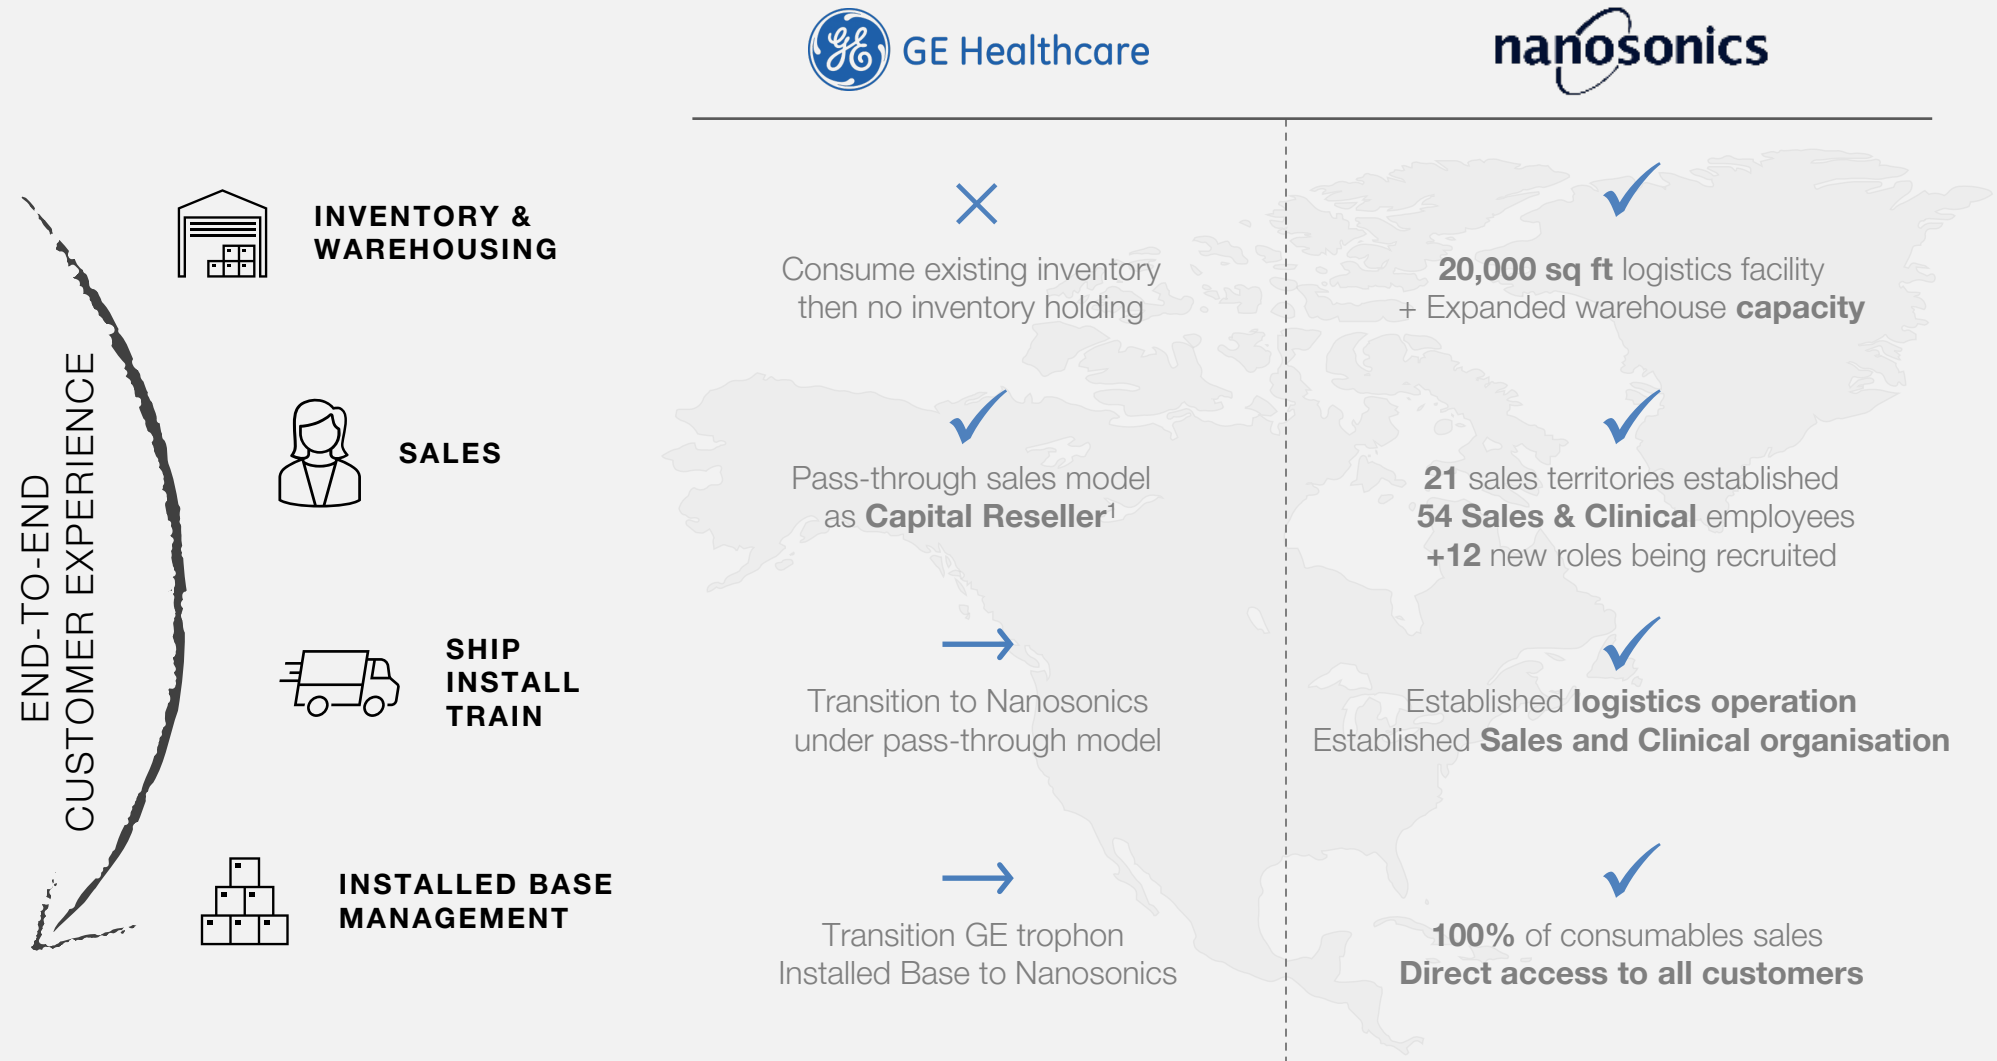 GE Healthcare
nanosonics
END-TO-END
CUSTOMER EXPERIENCE
INVENTORY &
WAREHOUSING
Consume existing inventory
then no inventory holding
20,000 sq ft logistics facility
+ Expanded warehouse capacity
SALES
Pass-through sales model
as Capital Reseller¹
21 sales territories established
54 Sales & Clinical employees
+12 new roles being recruited
SHIP
INSTALL
TRAIN
Transition to Nanosonics
under pass-through model
Established logistics operation
Established Sales and Clinical organisation
INSTALLED BASE
MANAGEMENT
Transition GE trophon
Installed Base to Nanosonics
100% of consumables sales
Direct access to all customers